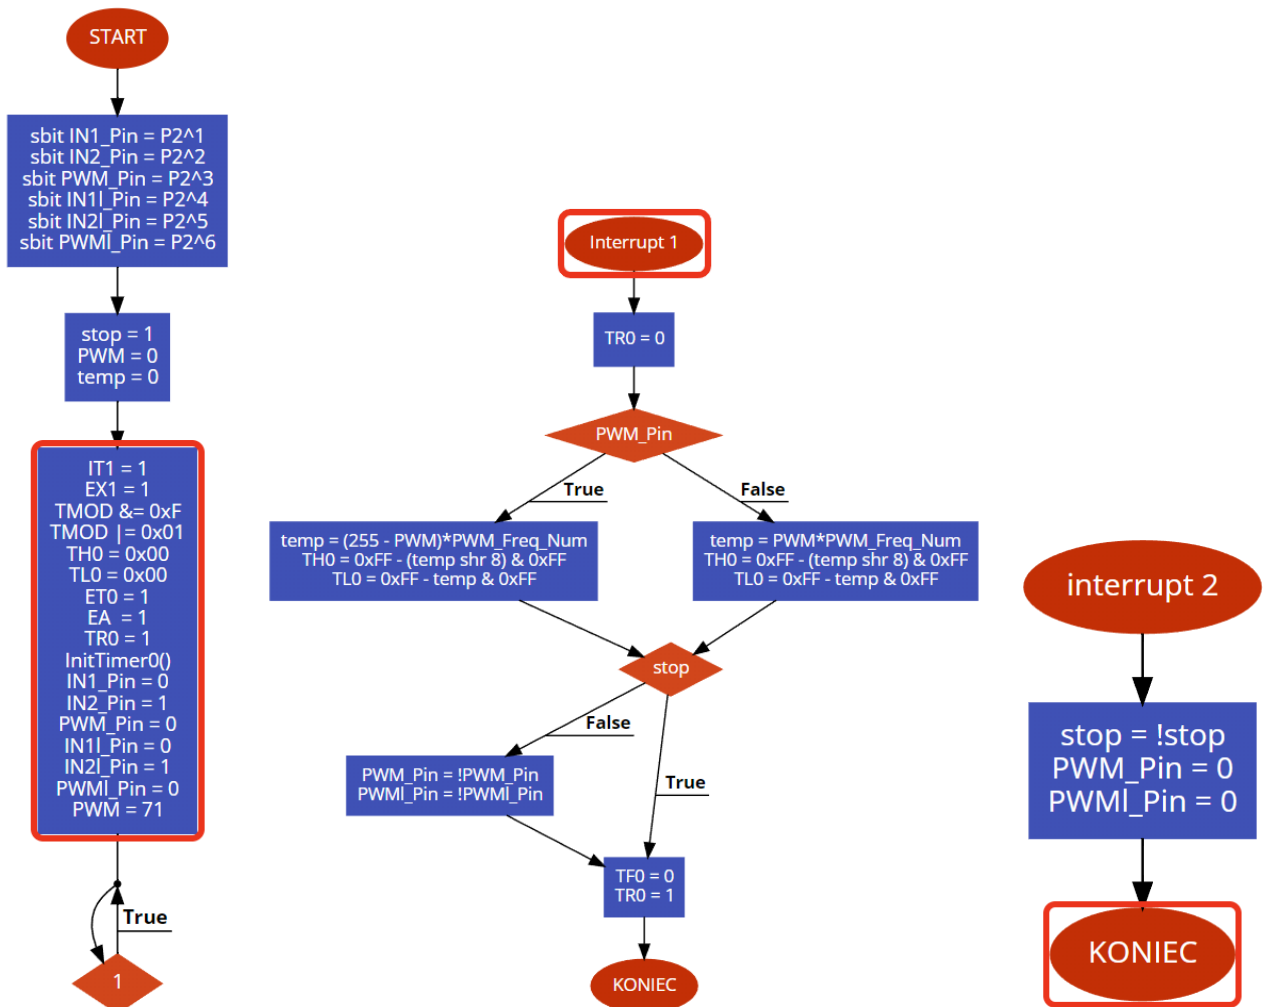 START
sbit IN1_Pin = P2^1
sbit IN2_Pin = P2^2
sbit PWM_Pin = P2^3
sbit IN1l_Pin = P2^4
sbit IN2l_Pin = P2^5
sbit PWMl_Pin = P2^6
stop = 1
PWM = 0
temp = 0
IT1 = 1
EX1 = 1
TMOD &= 0xF
TMOD |= 0x01
TH0 = 0x00
TL0 = 0x00
ET0 = 1
EA  = 1
TR0 = 1
InitTimer0()
IN1_Pin = 0
IN2_Pin = 1
PWM_Pin = 0
IN1l_Pin = 0
IN2l_Pin = 1
PWMl_Pin = 0
PWM = 71
True
1
Interrupt 1
TR0 = 0
PWM_Pin
True
False
temp = (255 - PWM)*PWM_Freq_Num
TH0 = 0xFF - (temp shr 8) & 0xFF
TL0 = 0xFF - temp & 0xFF
temp = PWM*PWM_Freq_Num
TH0 = 0xFF - (temp shr 8) & 0xFF
TL0 = 0xFF - temp & 0xFF
stop
False
True
PWM_Pin = !PWM_Pin
PWMl_Pin = !PWMl_Pin
TF0 = 0
TR0 = 1
KONIEC
interrupt 2
stop = !stop
PWM_Pin = 0
PWMl_Pin = 0
KONIEC